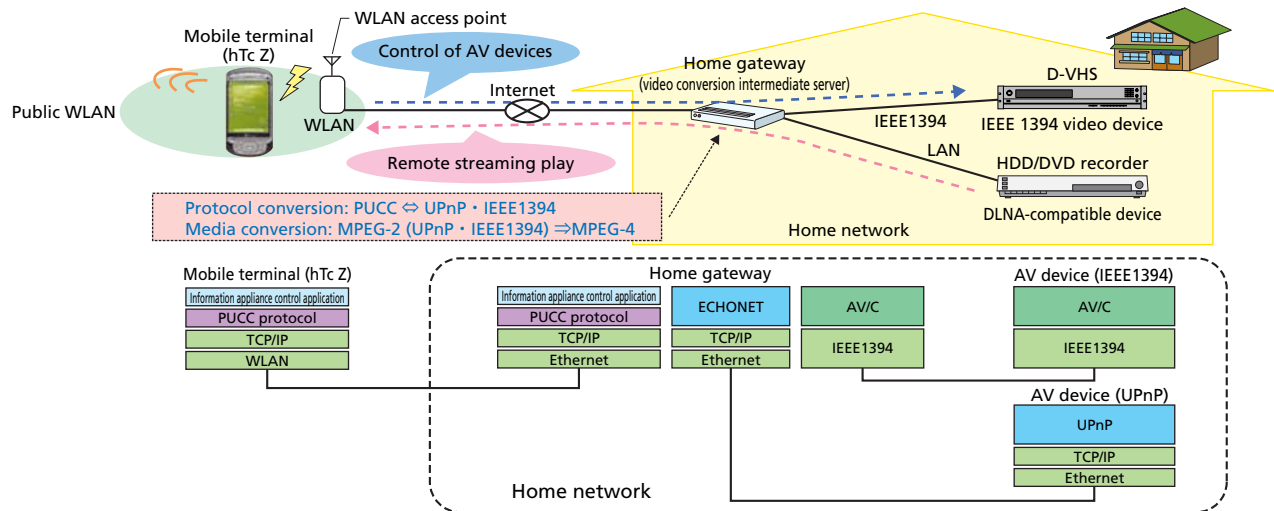 WLAN access point
Mobile terminal
(hTc Z)
Control of AV devices
Public WLAN
WLAN
Internet
Home gateway
(video conversion intermediate server)
D-VHS
IEEE1394
IEEE 1394 video device
Remote streaming play
LAN
HDD/DVD recorder
DLNA-compatible device
Protocol conversion: PUCC ⇔ UPnP・IEEE1394
Media conversion: MPEG-2 (UPnP・IEEE1394) ⇒MPEG-4
Home network
Mobile terminal (hTc Z)
Information appliance control application
PUCC protocol
TCP/IP
WLAN
Home gateway
Information appliance control application
PUCC protocol
TCP/IP
Ethernet
ECHONET
TCP/IP
Ethernet
AV/C
IEEE1394
AV device (IEEE1394)
AV/C
IEEE1394
AV device (UPnP)
UPnP
TCP/IP
Ethernet
Home network